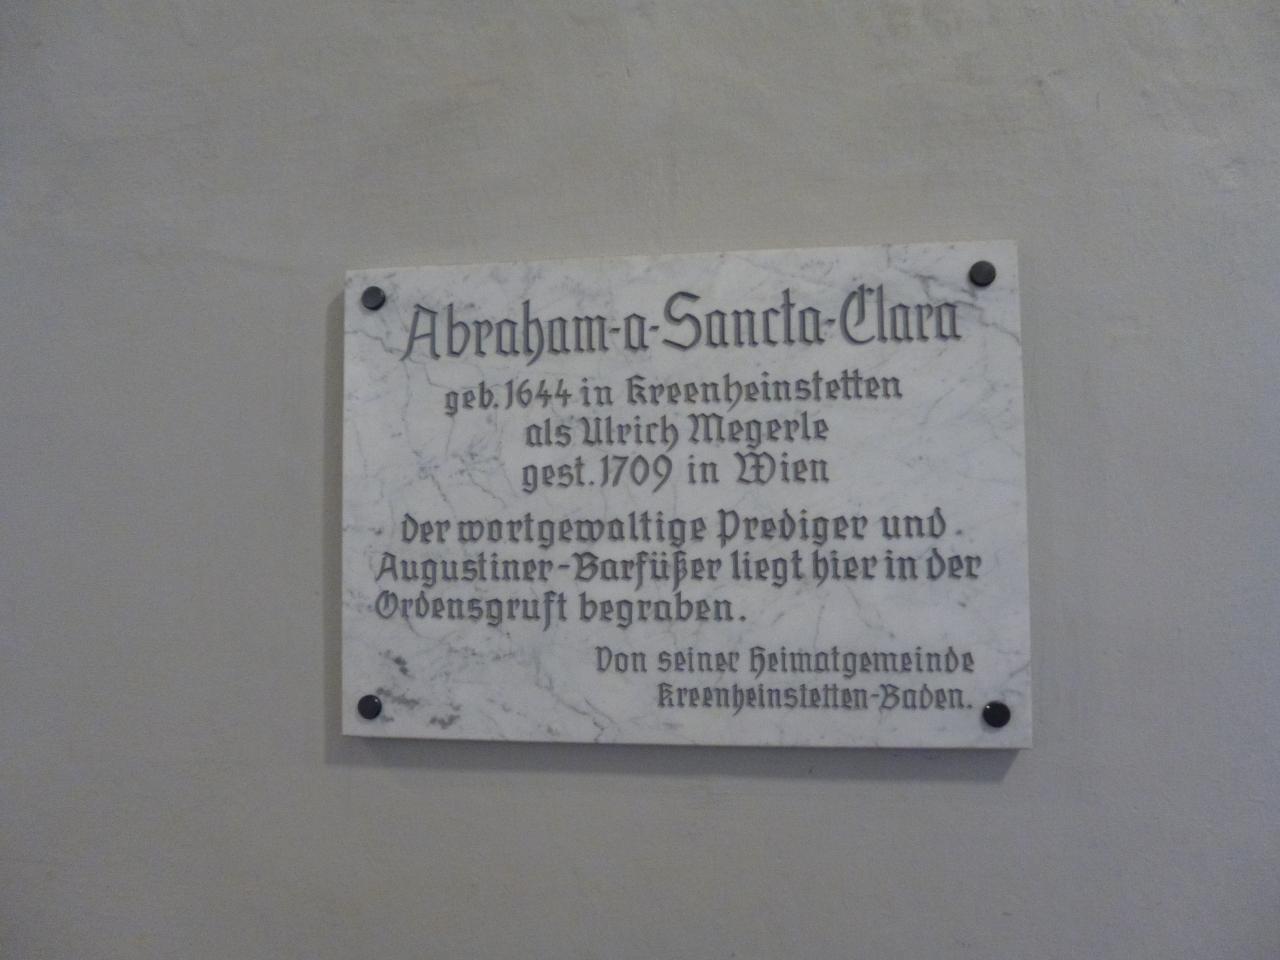 Abraham-a-Sancta-Clara
geb. 1644 in Kreenheinstetten
als Ulrich Megerle
gest. 1709 in Wien
der wortgewaltige Prediger und
Augustiner-Barfüßer liegt hier in der
Ordensgruft begraben.
Von seiner Heimatgemeinde
Kreenheinstetten-Baden.